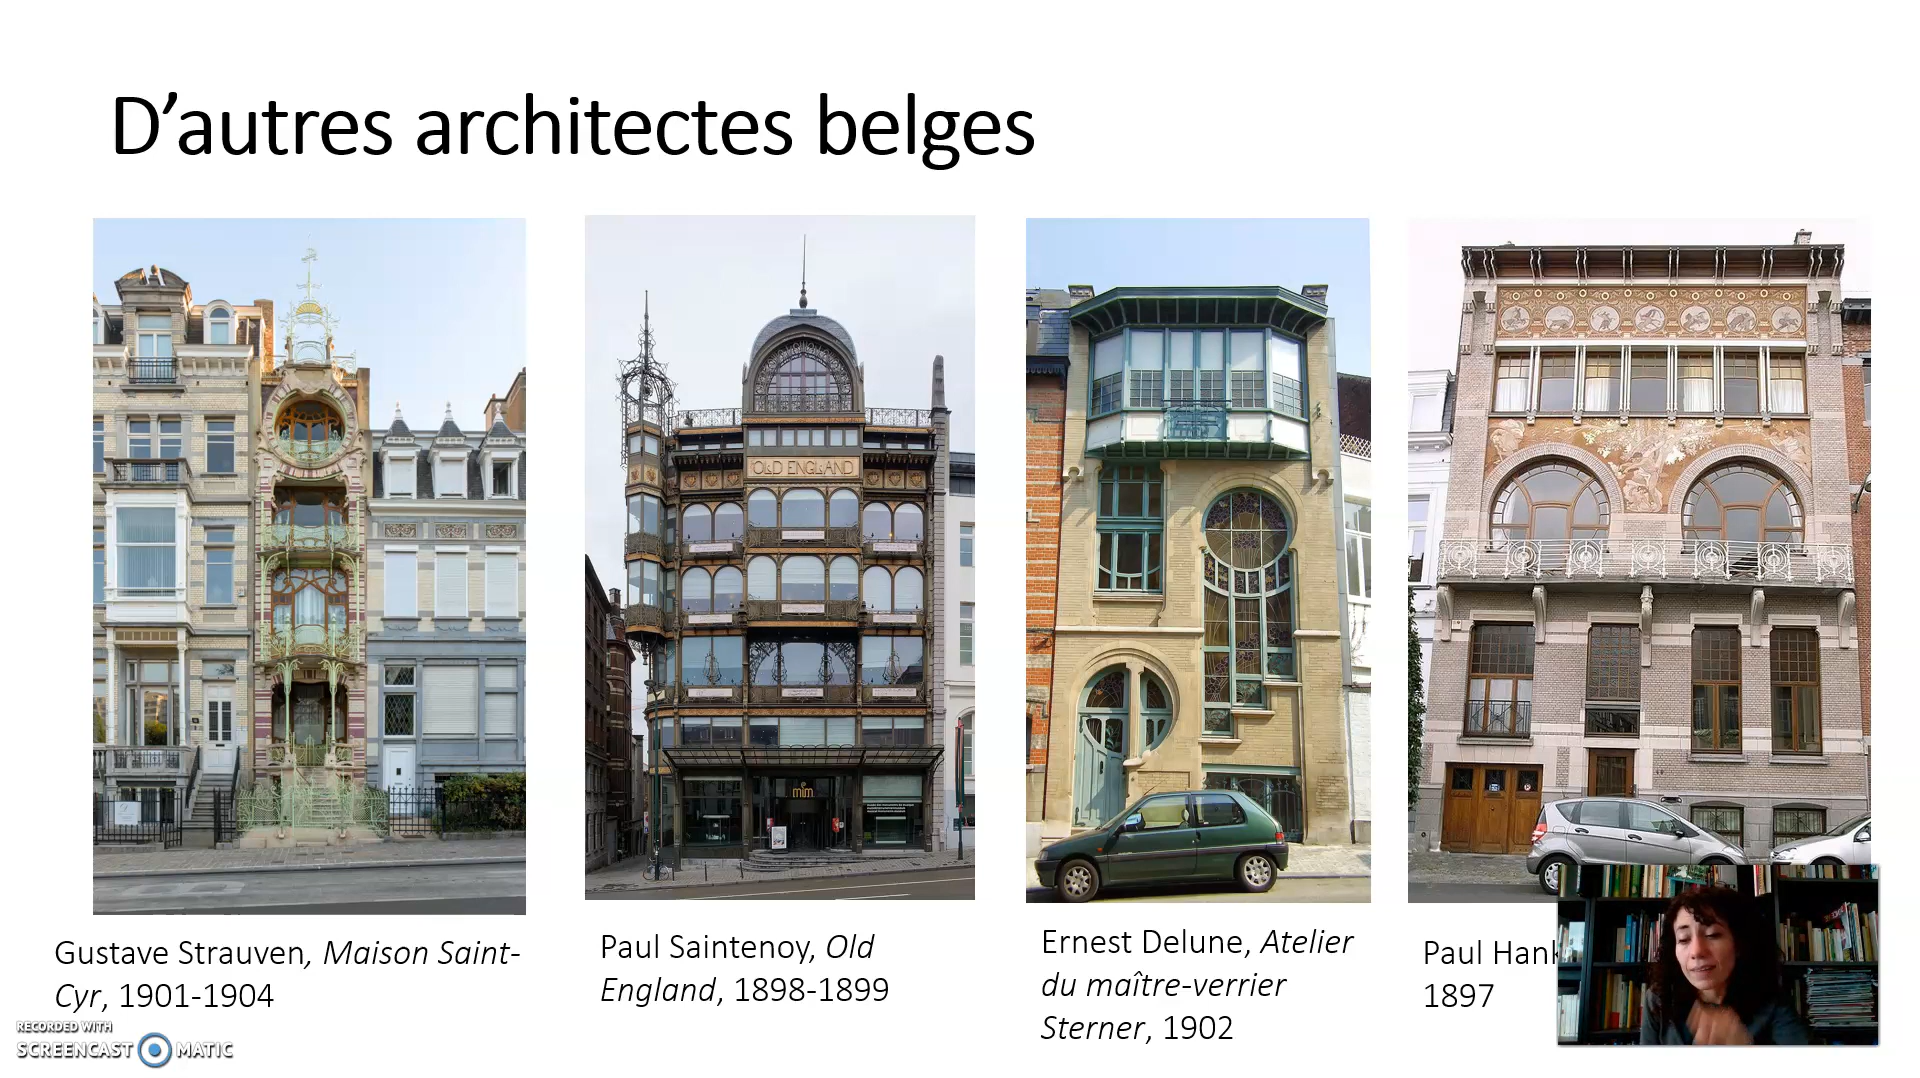 D’autres architectes belges
OLD ENGLAND
mim
Gustave Strauven, Maison Saint-
Cyr, 1901-1904
Paul Saintenoy, Old
England, 1898-1899
Ernest Delune, Atelier
du maître-verrier
Sterner, 1902
Paul
1897
RECORDED WITH
SCREENCAST MATIC